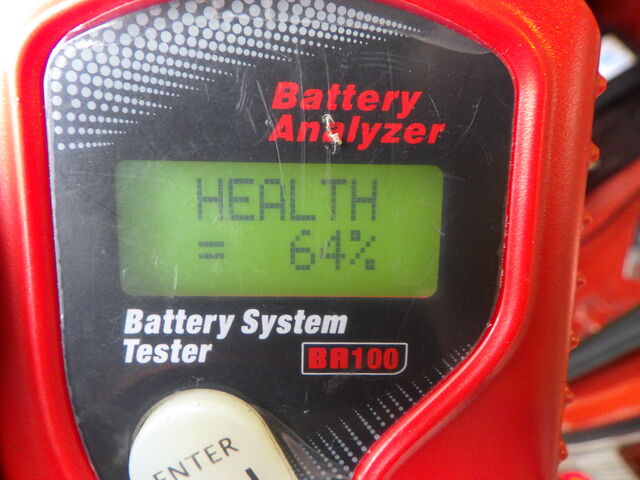 Battery
Analyzer
HEALTH
= 64%
Battery System
Tester
BA100
ENTER